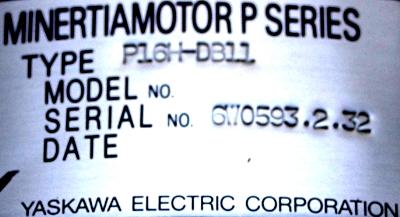 MINERTIAMOTOR P SERIES
TYPE P16H-DB11
MODEL NO.
SERIAL NO. 6W0593.2.32
DATE
YASKAWA ELECTRIC CORPORATION